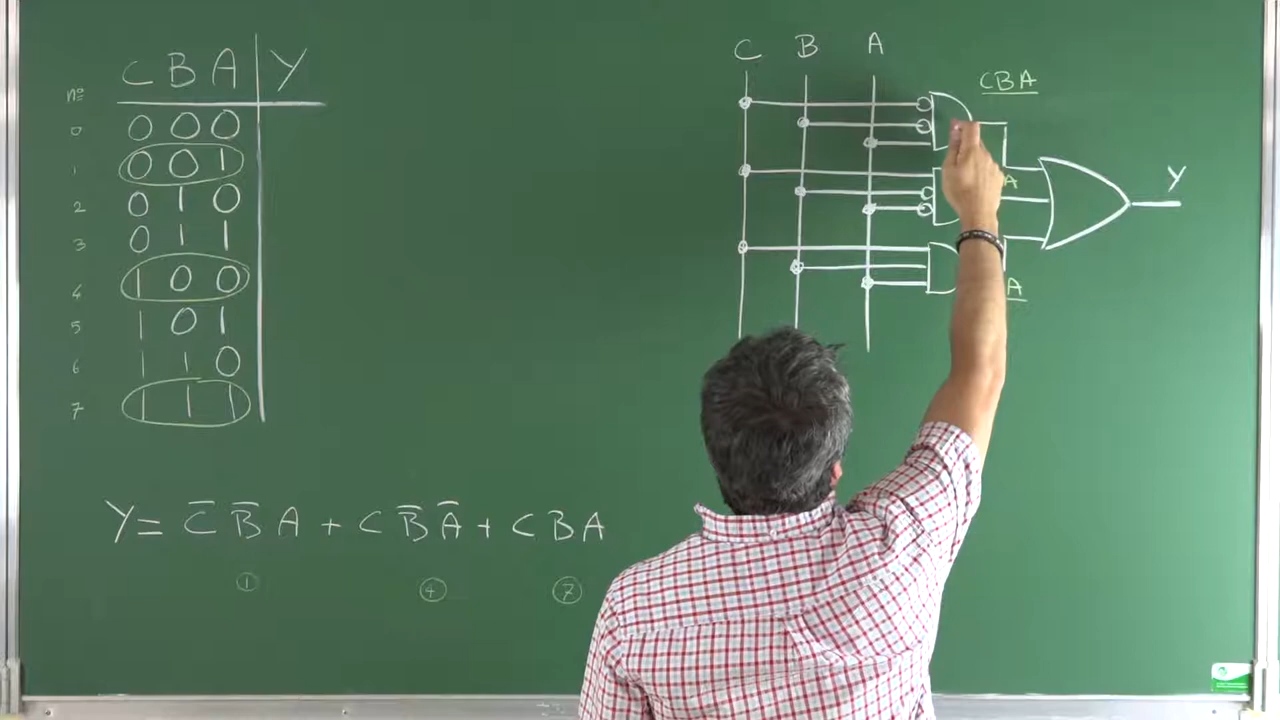 C B A Y
nº
0 0 0 0
1 0 0 1
2 0 1 0
3 0 1 1
4 1 0 0
5 1 0 1
6 1 1 0
7 1 1 1
Y = C̅ B̅ A + C B̅ A̅ + C B A
① ④ ⑦
C B A
CBA
A
A
Y